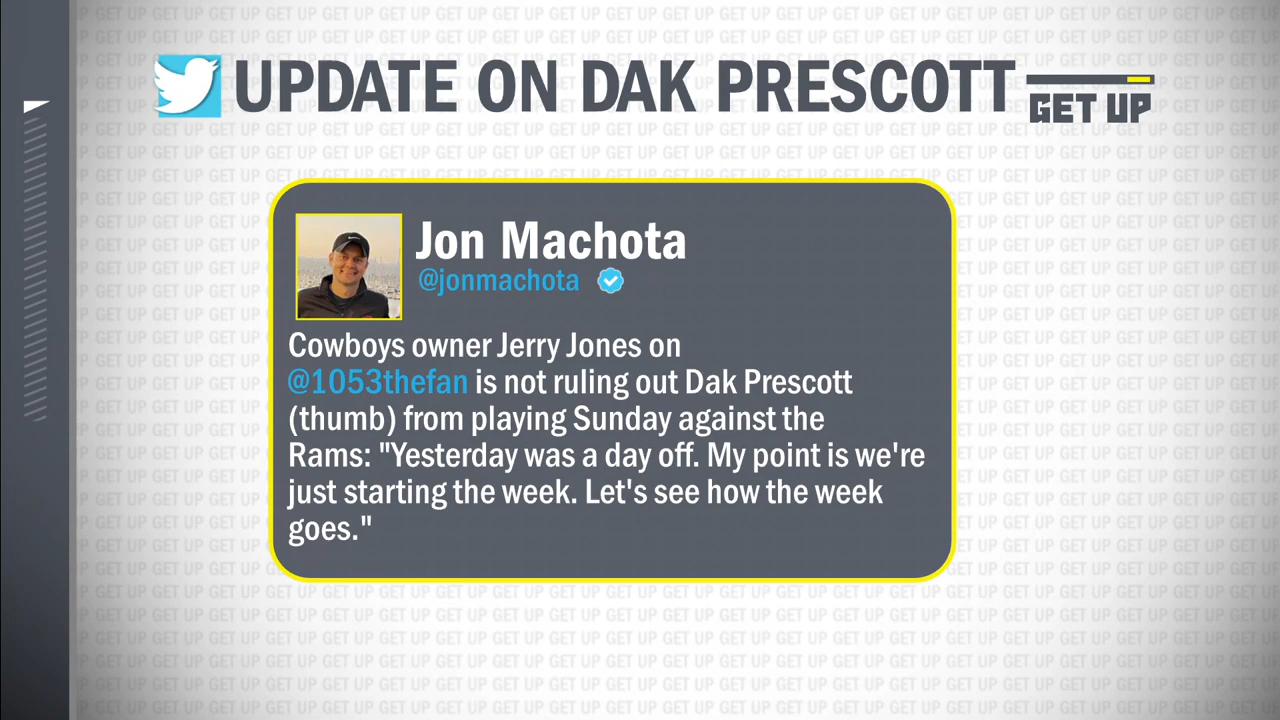 UPDATE ON DAK PRESCOTT
GET UP
Jon Machota
@jonmachota
Cowboys owner Jerry Jones on
@1053thefan is not ruling out Dak Prescott
(thumb) from playing Sunday against the
Rams: "Yesterday was a day off. My point is we're
just starting the week. Let's see how the week
goes."